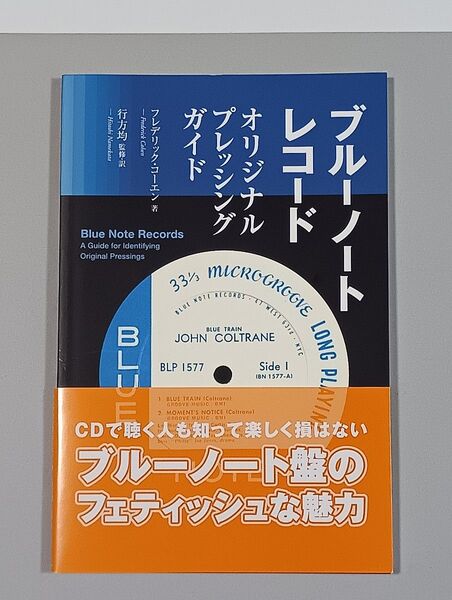 ブルーノート
レコード
オリジナル
プレッシング
ガイド
フレデリック・コーエン 著
— Frederick Cohen
行方均 監修・訳
— Hitoshi Namekata
Blue Note Records
A Guide for Identifying
Original Pressings
33 1/3 MICROGROOVE LONG PLAYIN
BLUE NOTE RECORDS • 47 WEST 63rd • NYC
BLUE TRAIN
JOHN COLTRANE
BLP 1577
Side 1
(BN 1577-A)
BLUE
1. BLUE TRAIN (Coltrane)
GROOVE MUSIC - BMI
2. MOMENT'S NOTICE (Coltrane)
NOTE
CDで聴く人も知って楽しく損はない
ブルーノート盤の
フェティッシュな魅力